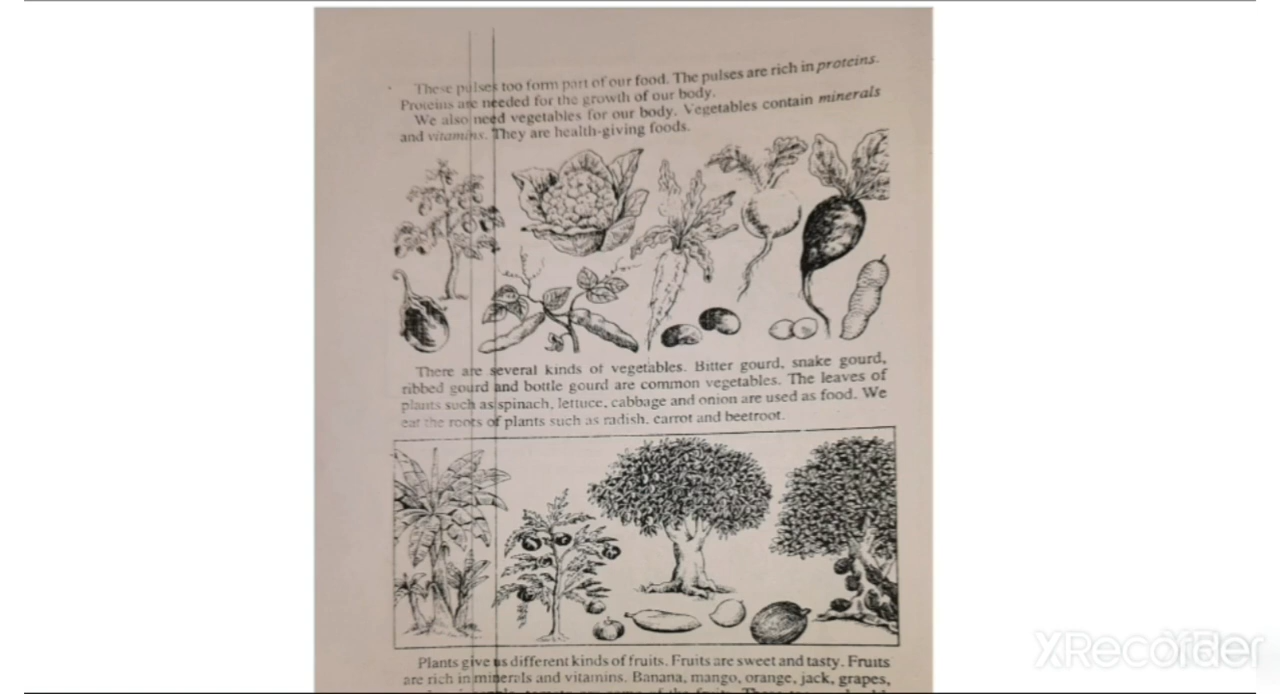 These pulses too form part of our food. The pulses are rich in proteins.
Proteins are needed for the growth of our body.
We also need vegetables for our body. Vegetables contain minerals
and vitamins. They are health-giving foods.
There are several kinds of vegetables. Bitter gourd, snake gourd,
ribbed gourd and bottle gourd are common vegetables. The leaves of
plants such as spinach, lettuce, cabbage and onion are used as food. We
eat the roots of plants such as radish, carrot and beetroot.
Plants give us different kinds of fruits. Fruits are sweet and tasty. Fruits
are rich in minerals and vitamins. Banana, mango, orange, jack, grapes,
XRecorder